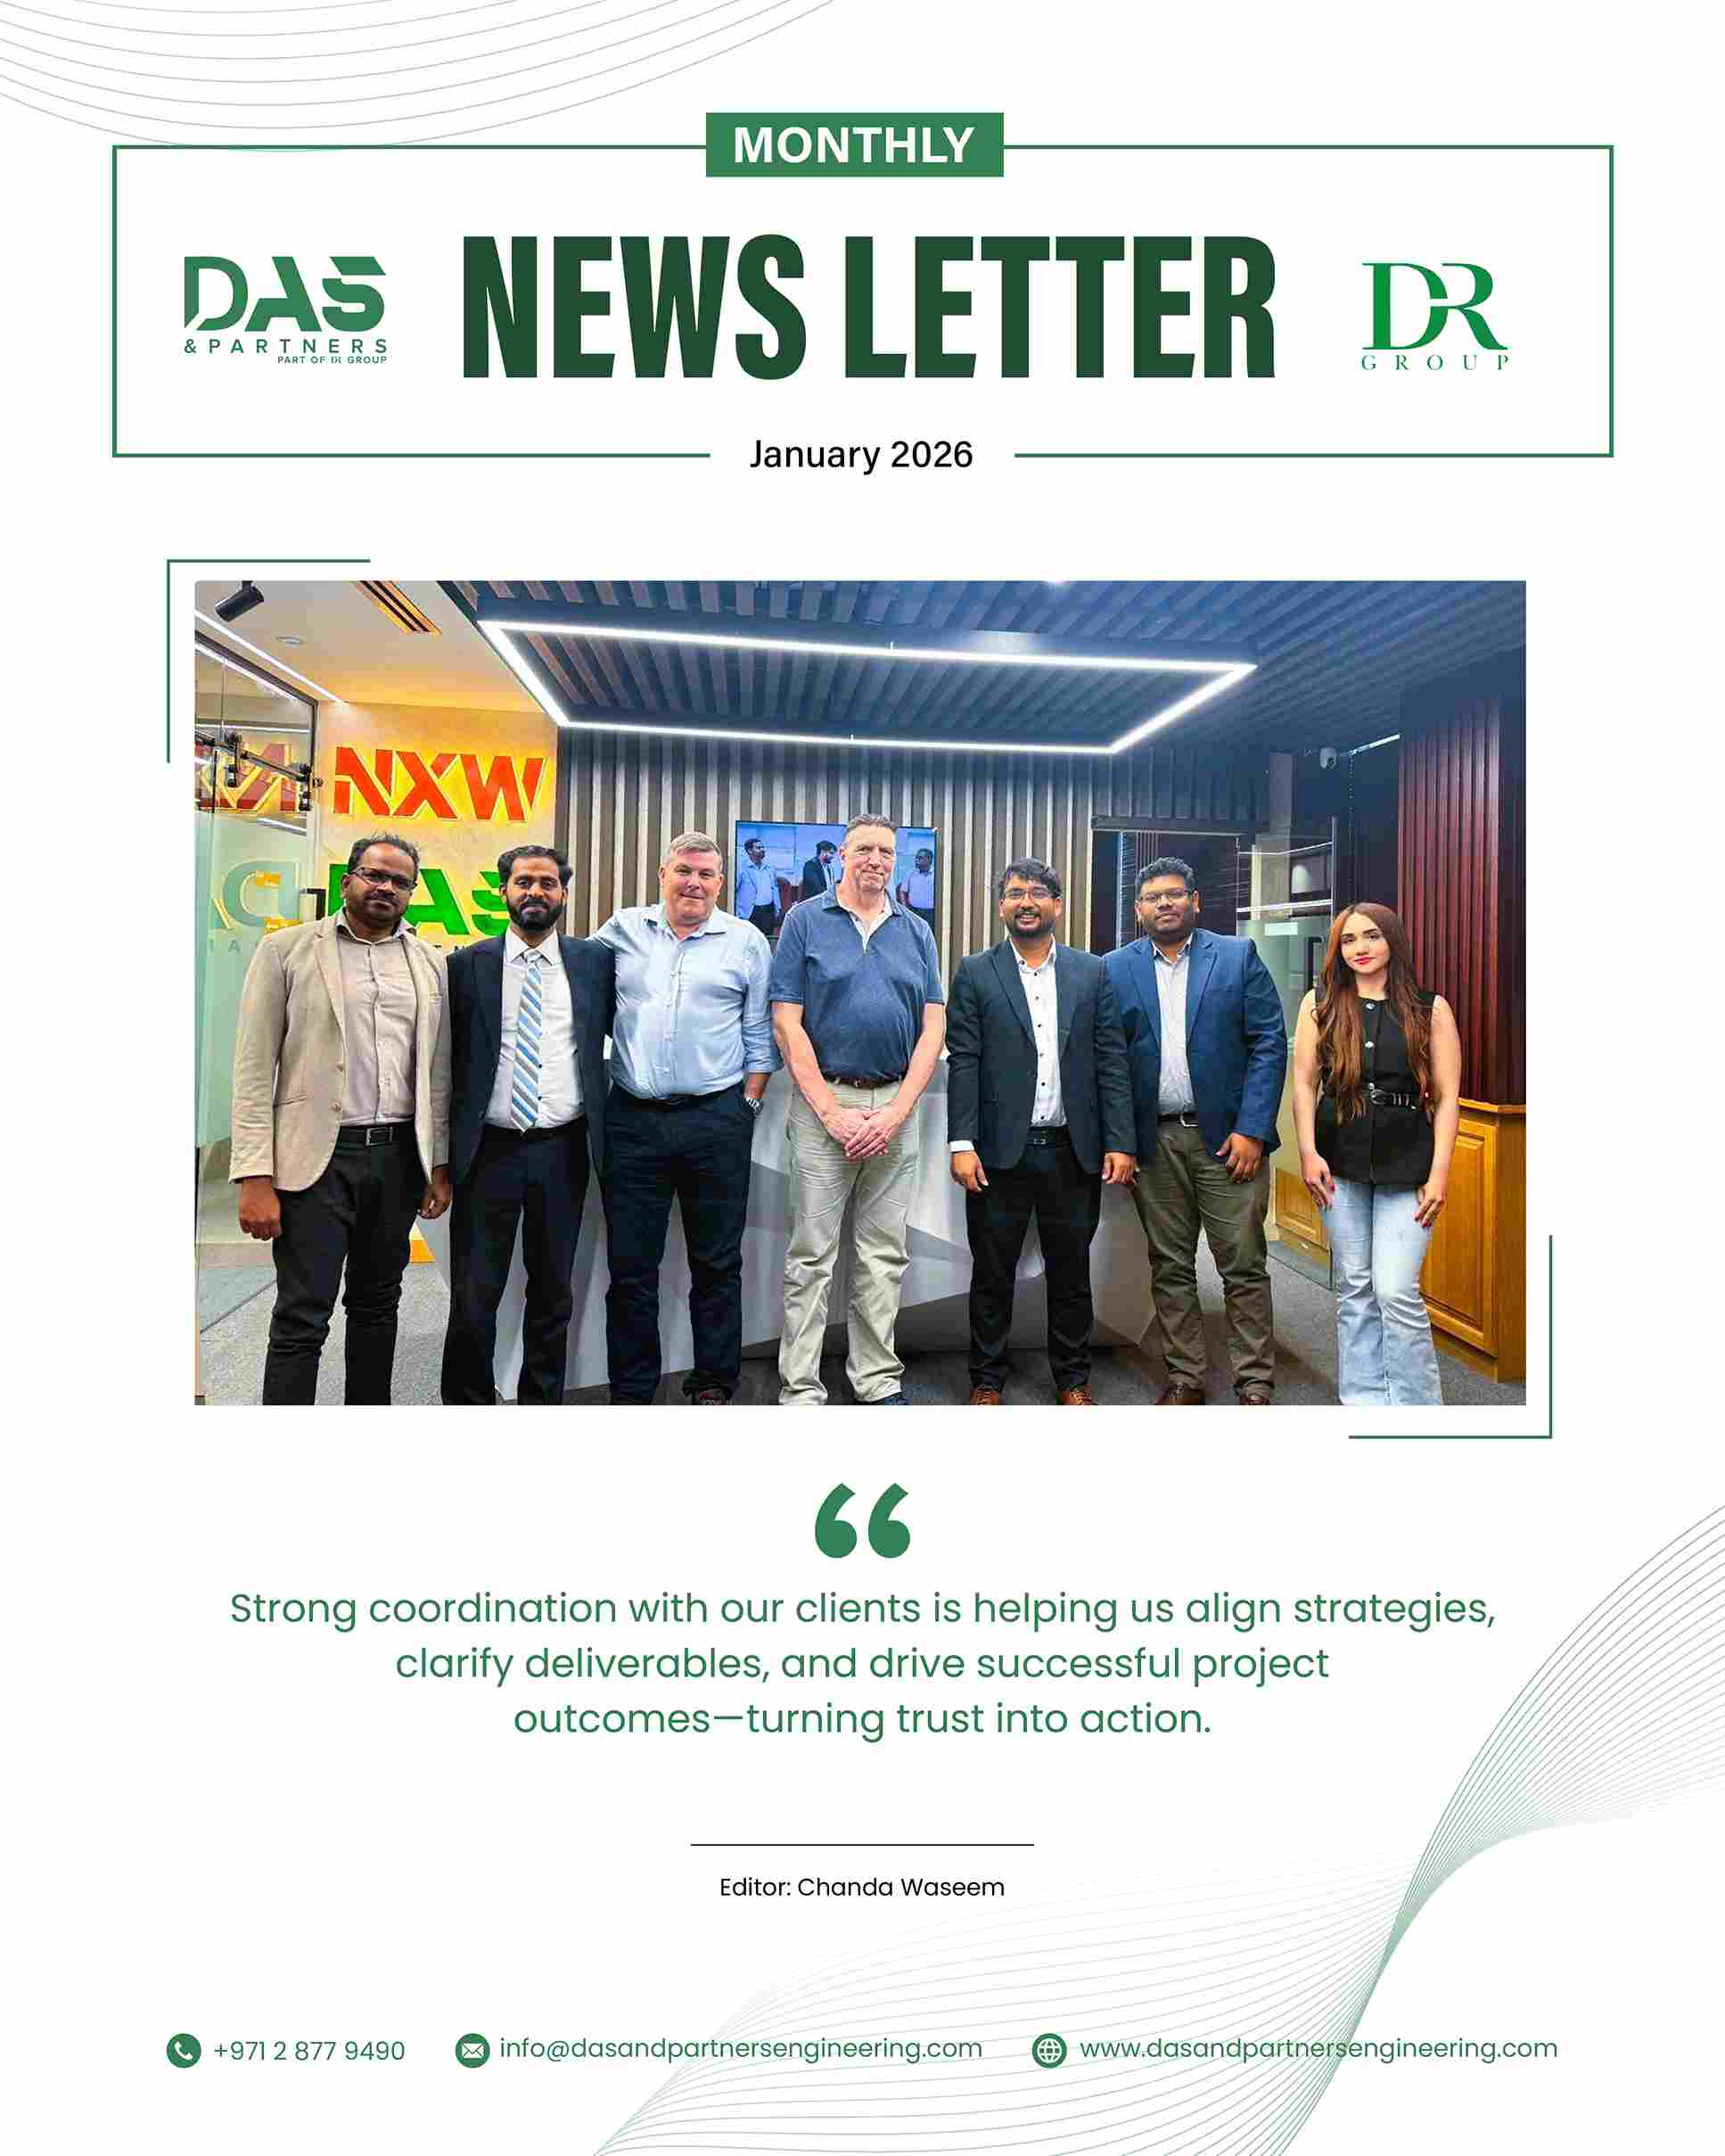 MONTHLY
NEWS LETTER
DAS
& PARTNERS
PART OF DR GROUP
DR
GROUP
January 2026
NXW
DAS
“
Strong coordination with our clients is helping us align strategies,
clarify deliverables, and drive successful project
outcomes—turning trust into action.
Editor: Chanda Waseem
+971 2 877 9490
info@dasandpartnersengineering.com
www.dasandpartnersengineering.com